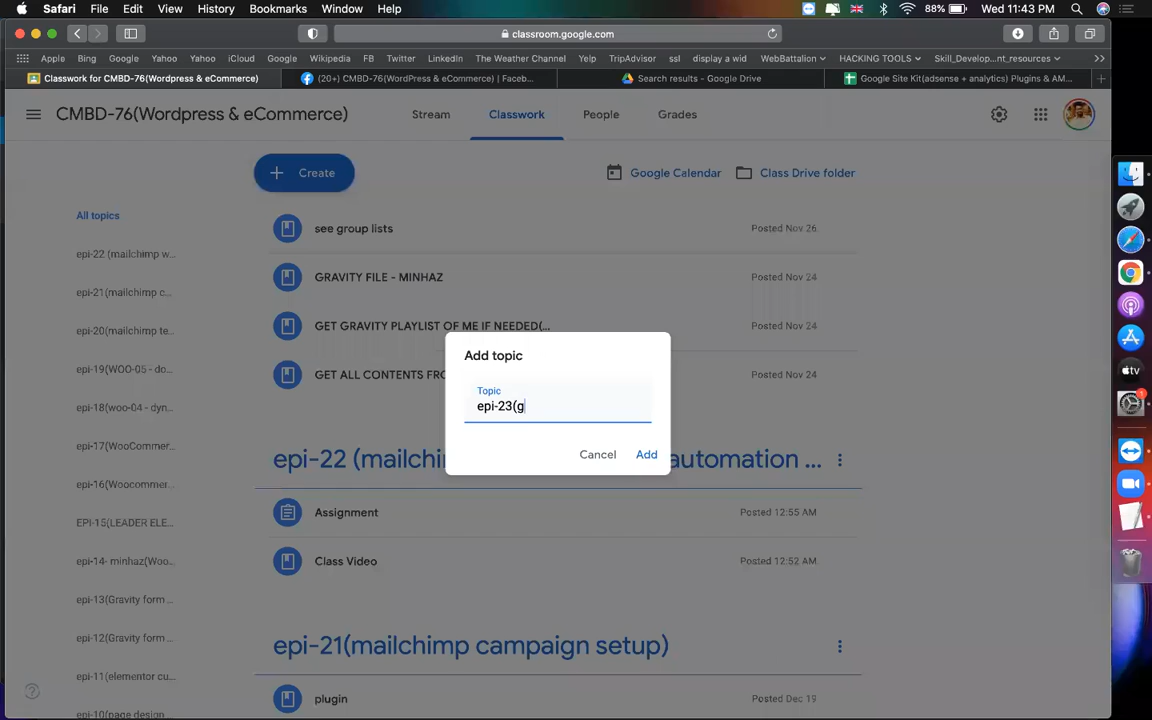 Safari File Edit View History Bookmarks Window Help 88% Wed 11:43 PM
classroom.google.com
Apple Bing Google Yahoo Yahoo iCloud Google Wikipedia FB Twitter LinkedIn The Weather Channel Yelp TripAdvisor display a wid WebBattalion HACKING TOOLS Skill_Develop...nt_resources >>
Classwork for CMBD-76(Wordpress & eCommerce) (20+) CMBD-76(WordPress & eCommerce) | Faceb... Search results - Google Drive Google Site Kit(adsense + analytics) Plugins & AM... +
CMBD-76(Wordpress & eCommerce) Stream Classwork People Grades
+ Create Google Calendar Class Drive folder
All topics
see group lists Posted Nov 26
epi-22 (mailchimp w...
GRAVITY FILE - MINHAZ Posted Nov 24
epi-21(mailchimp c...
GET GRAVITY PLAYLIST OF ME IF NEEDED(... Posted Nov 24
epi-20(mailchimp te...
epi-19(WOO-05 - do...
GET ALL CONTENTS FRO Posted Nov 24
Add topic
Topic
epi-23(g
Cancel Add
epi-18(woo-04 - dyn...
epi-17(WooCommer...
epi-22 (mailchim automation ...
epi-16(Woocommer...
Assignment Posted 12:55 AM
EPI-15(LEADER ELE...
Class Video Posted 12:52 AM
epi-14- minhaz(Woo...
epi-13(Gravity form ...
epi-12(Gravity form ...
epi-21(mailchimp campaign setup)
epi-11(elementor cu...
plugin Posted Dec 19
epi-10(page design
tv
1